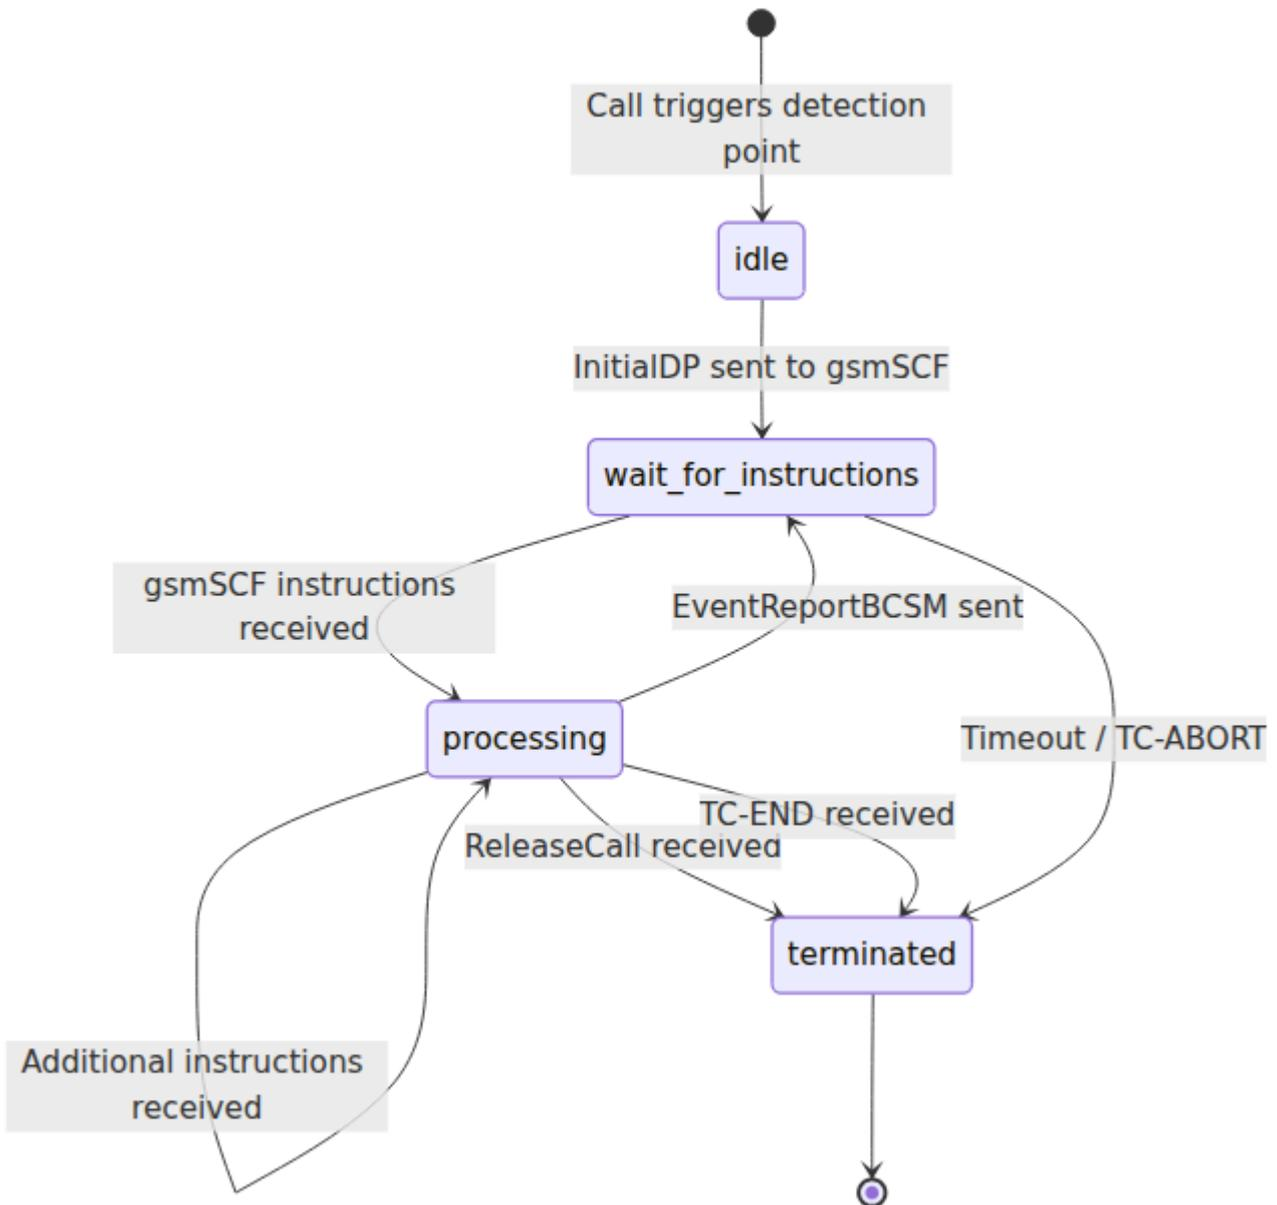 Call triggers detection
point
idle
InitialDP sent to gsmSCF
wait_for_instructions
gsmSCF instructions
received
EventReportBCSM sent
processing
Timeout / TC-ABORT
TC-END received
ReleaseCall received
terminated
Additional instructions
received